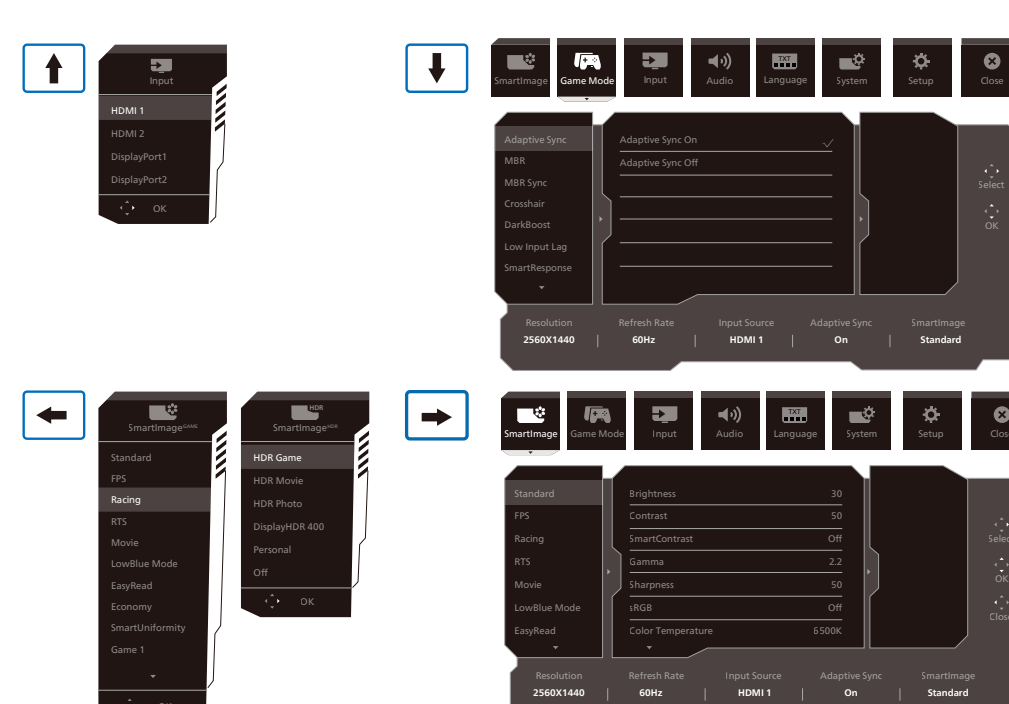 Input
HDMI 1
HDMI 2
DisplayPort1
DisplayPort2
OK
SmartImage
Game Mode
Input
Audio
TXT
Language
System
Setup
Close
Adaptive Sync
MBR
MBR Sync
Crosshair
DarkBoost
Low Input Lag
SmartResponse
Adaptive Sync On
Adaptive Sync Off
Select
OK
Resolution
Refresh Rate
Input Source
Adaptive Sync
SmartImage
2560X1440
60Hz
HDMI 1
On
Standard
SmartImageGAME
Standard
FPS
Racing
RTS
Movie
LowBlue Mode
EasyRead
Economy
SmartUniformity
Game 1
HDR
SmartImageHDR
HDR Game
HDR Movie
HDR Photo
DisplayHDR 400
Personal
Off
OK
SmartImage
Game Mode
Input
Audio
TXT
Language
System
Setup
Clos
Standard
FPS
Racing
RTS
Movie
LowBlue Mode
EasyRead
Brightness 30
Contrast 50
SmartContrast Off
Gamma 2.2
Sharpness 50
sRGB Off
Color Temperature 6500K
Selec
OK
Clos
Resolution
Refresh Rate
Input Source
Adaptive Sync
SmartImage
2560X1440
60Hz
HDMI 1
On
Standard